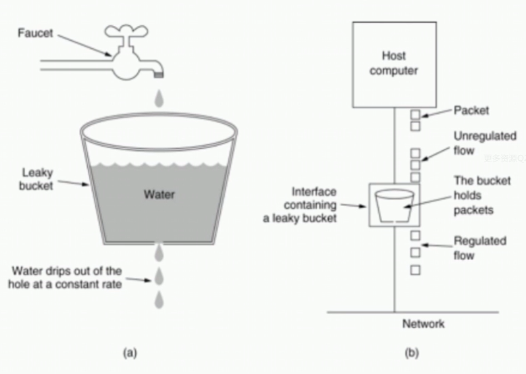 Faucet
Leaky
bucket
Water
Water drips out of the
hole at a constant rate
(a)
Host
computer
Packet
Unregulated
flow
Interface
containing
a leaky bucket
The bucket
holds
packets
Regulated
flow
Network
(b)